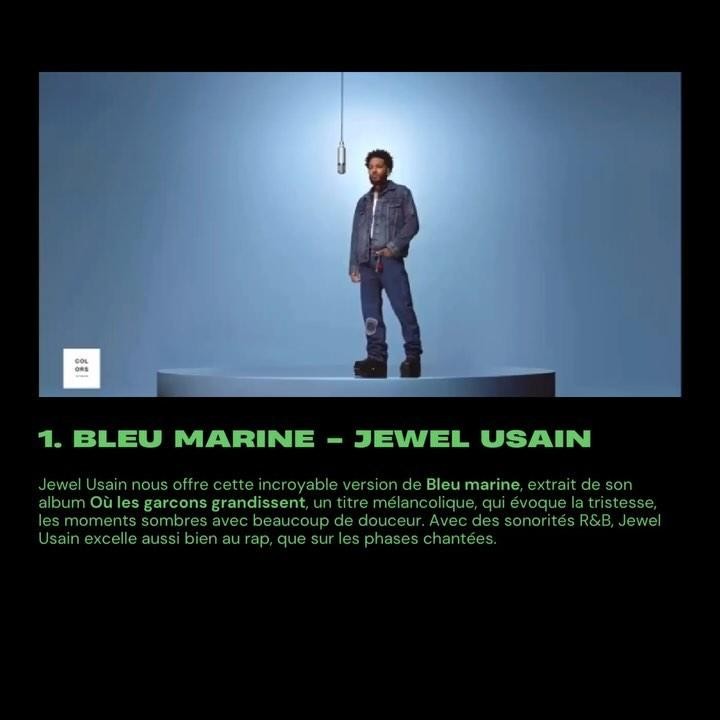 COL
ORS
1. BLEU MARINE – JEWEL USAIN
Jewel Usain nous offre cette incroyable version de Bleu marine, extrait de son
album Où les garcons grandissent, un titre mélancolique, qui évoque la tristesse,
les moments sombres avec beaucoup de douceur. Avec des sonorités R&B, Jewel
Usain excelle aussi bien au rap, que sur les phases chantées.